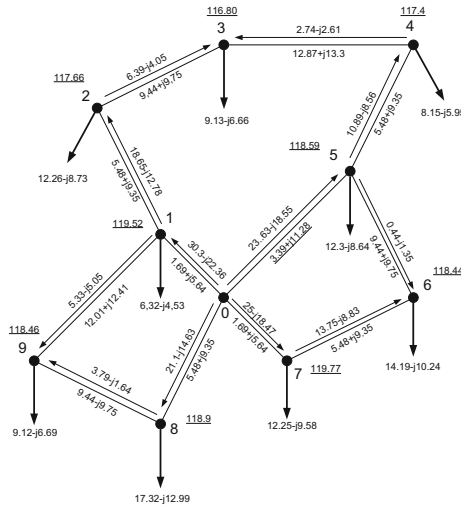 116.80
117.4
2.74-j2.61
3
4
12.87+j13.3
6.39-j4.05
9.44+j9,75
117.66
2
9.13-j6.66
8.15-j5.95
10.89-j8.56
5.48+j9.35
12.26-j8.73
18.65-j12.78
5.48+j9.35
118.59
5
119.52
1
23.63-j18.55
3.39+j11.28
12.3-j8.64
0.44-j1.35
9.44+j9.75
118.44
6
30.3-j22.36
1.69+j5.64
5.33-j5.05
12.01+j12.41
6,32-j4,53
0
118.46
9
21.1-j14.63
5.48+j9.35
25-j18.47
1.69+j5.64
13.75-j8.83
5.48+j9.35
14.19-j10.24
7
119.77
3.79-j1.64
9.44-j9.75
9.12-j6.69
8
118.9
12.25-j9.58
17.32-j12.99